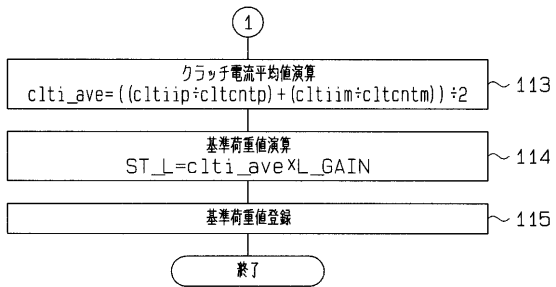 1
クラッチ電流平均値演算
clti_ave=((cltiip÷cltcntp)+(cltiim÷cltcntm))÷2
113
基準荷重値演算
ST_L=clti_ave×L_GAIN
114
基準荷重値登録
115
終了